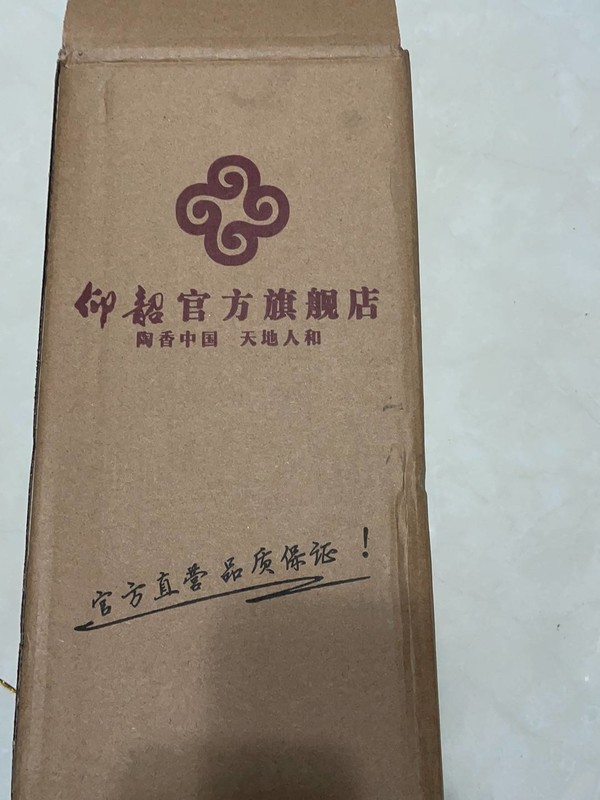 仰韶官方旗舰店
陶香中国 天地人和
官方直营品质保证！